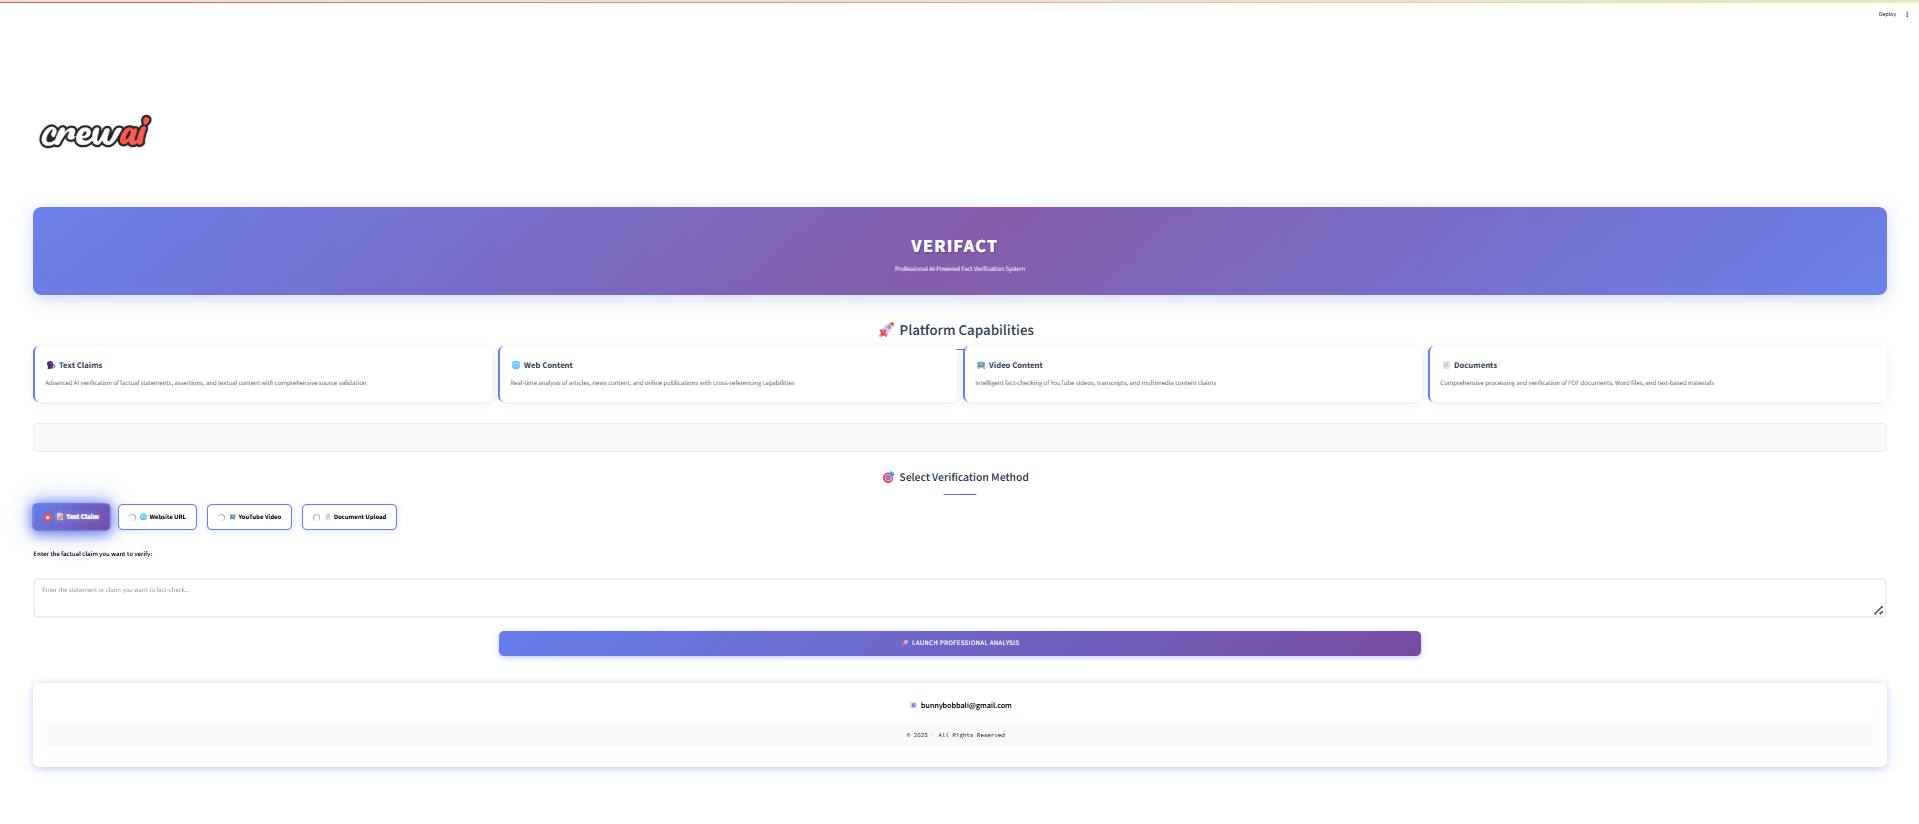 Deploy
crewai
VERIFACT
Professional AI-Powered Fact Verification System
🚀 Platform Capabilities
Text Claims
Advanced AI verification of factual statements, assertions, and textual content with comprehensive source validation
Web Content
Real-time analysis of articles, news content, and online publications with cross-referencing capabilities
Video Content
Intelligent fact-checking of YouTube videos, transcripts, and multimedia content claims
Documents
Comprehensive processing and verification of PDF documents, Word files, and text-based materials
🎯 Select Verification Method
Text Claim
Website URL
YouTube Video
Document Upload
Enter the factual claim you want to verify:
Enter the statement or claim you want to fact-check...
🚀 LAUNCH PROFESSIONAL ANALYSIS
bunnybobbali@gmail.com
© 2025 - All Rights Reserved